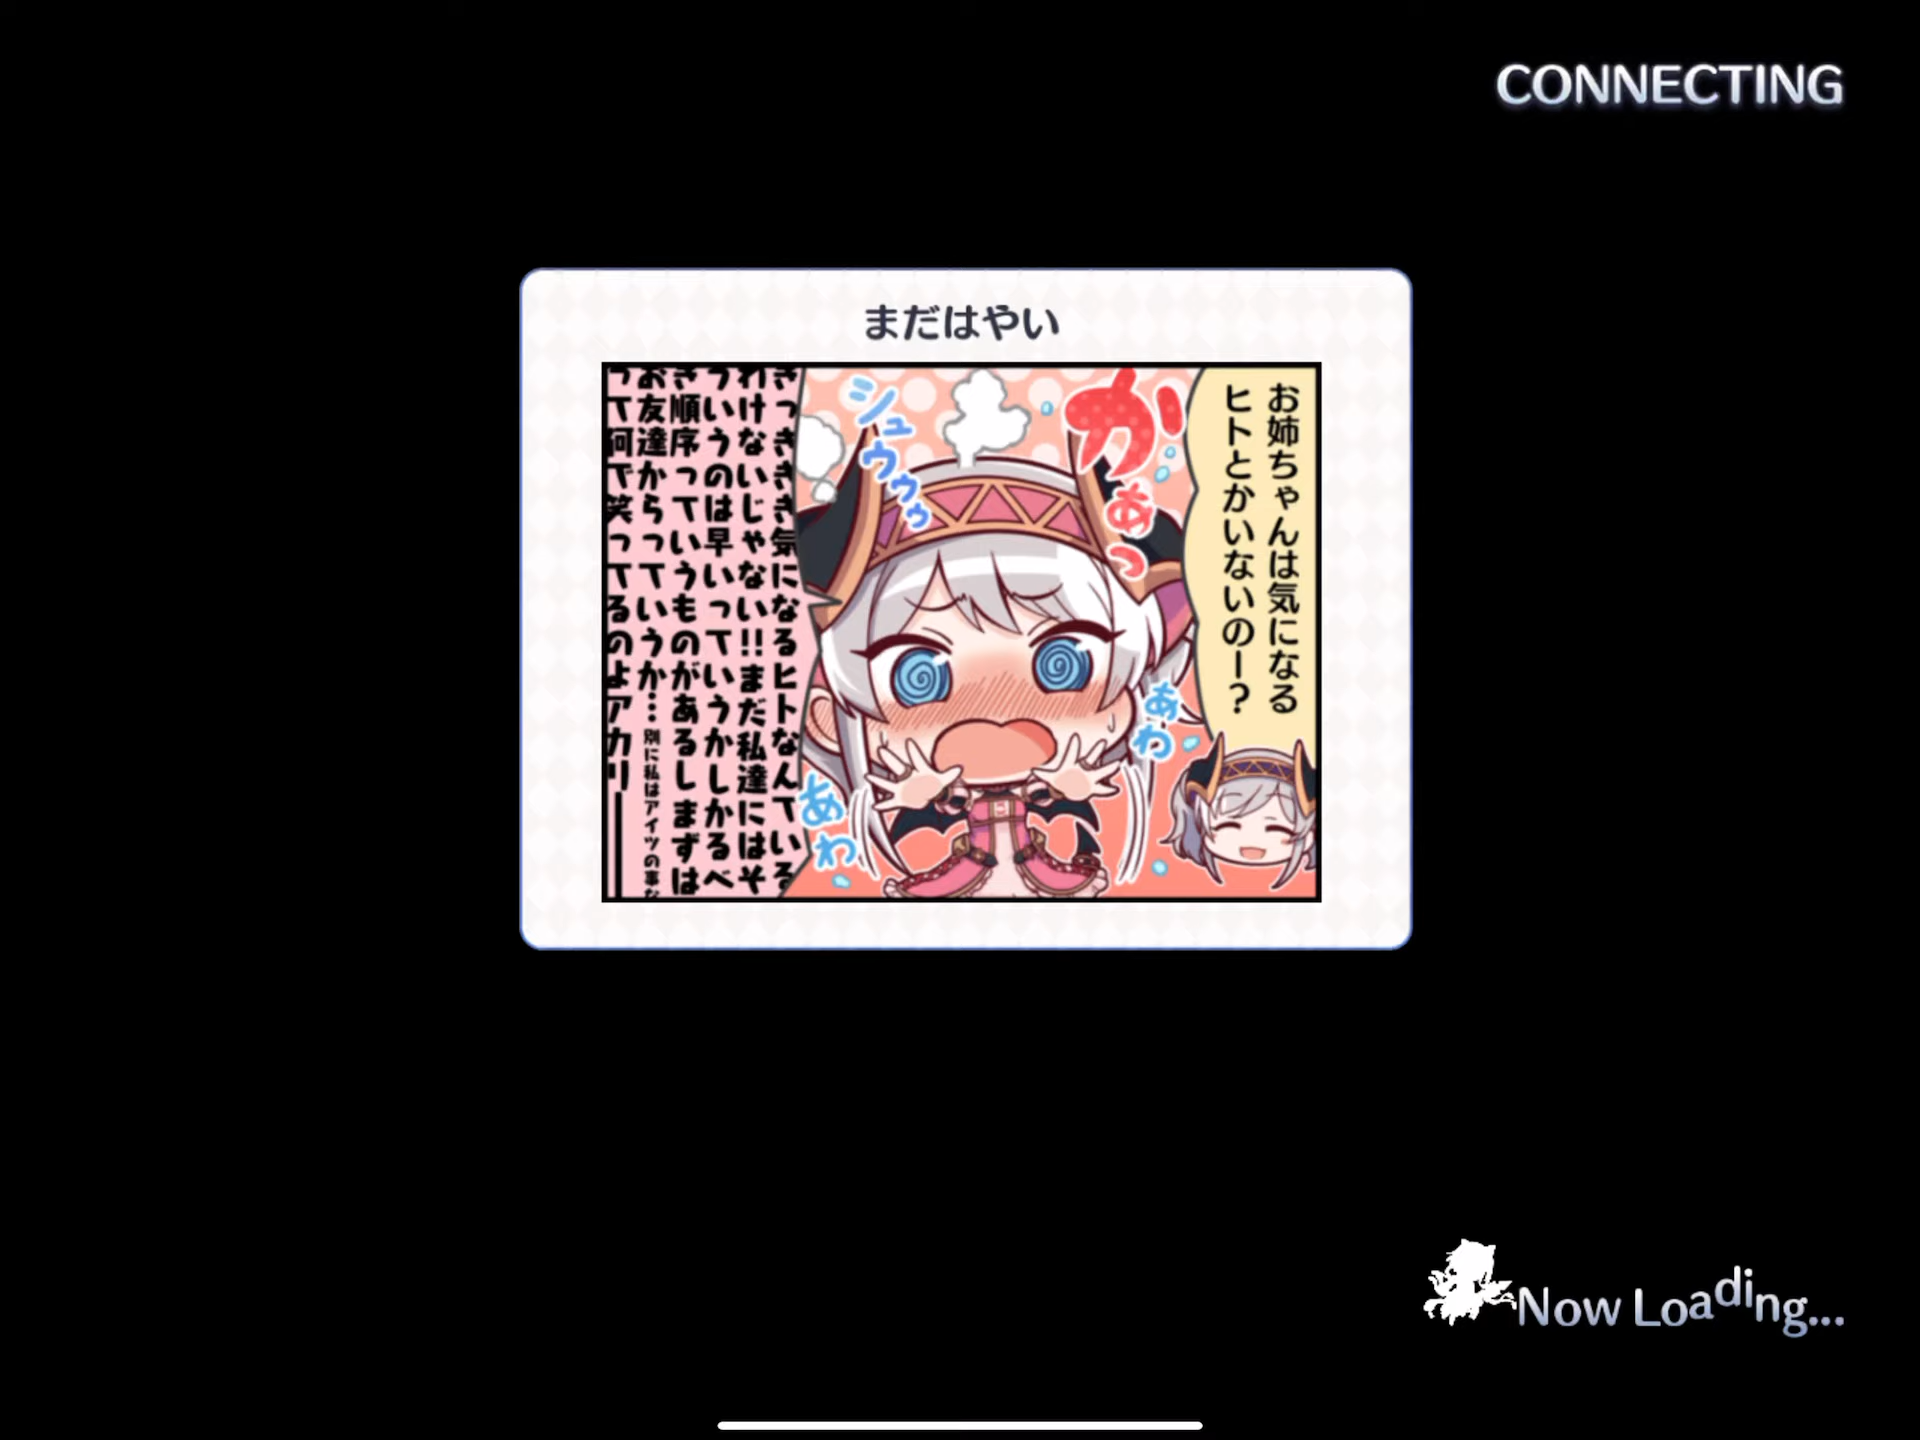 CONNECTING
まだはやい
お姉ちゃんは気になる
ヒトとかいないのー?
かあっ
シュウゥゥ
あわ
あわ
きっききき気になるヒトなんている
わけないじゃない!!まだ私達にはそ
ういうのは早いっていうかしかるべ
き順序っていうものがあるしまずは
お友達からっていうか…別に私はアイツの事な
って何で笑ってるのよアカリ━━
Now Loading...